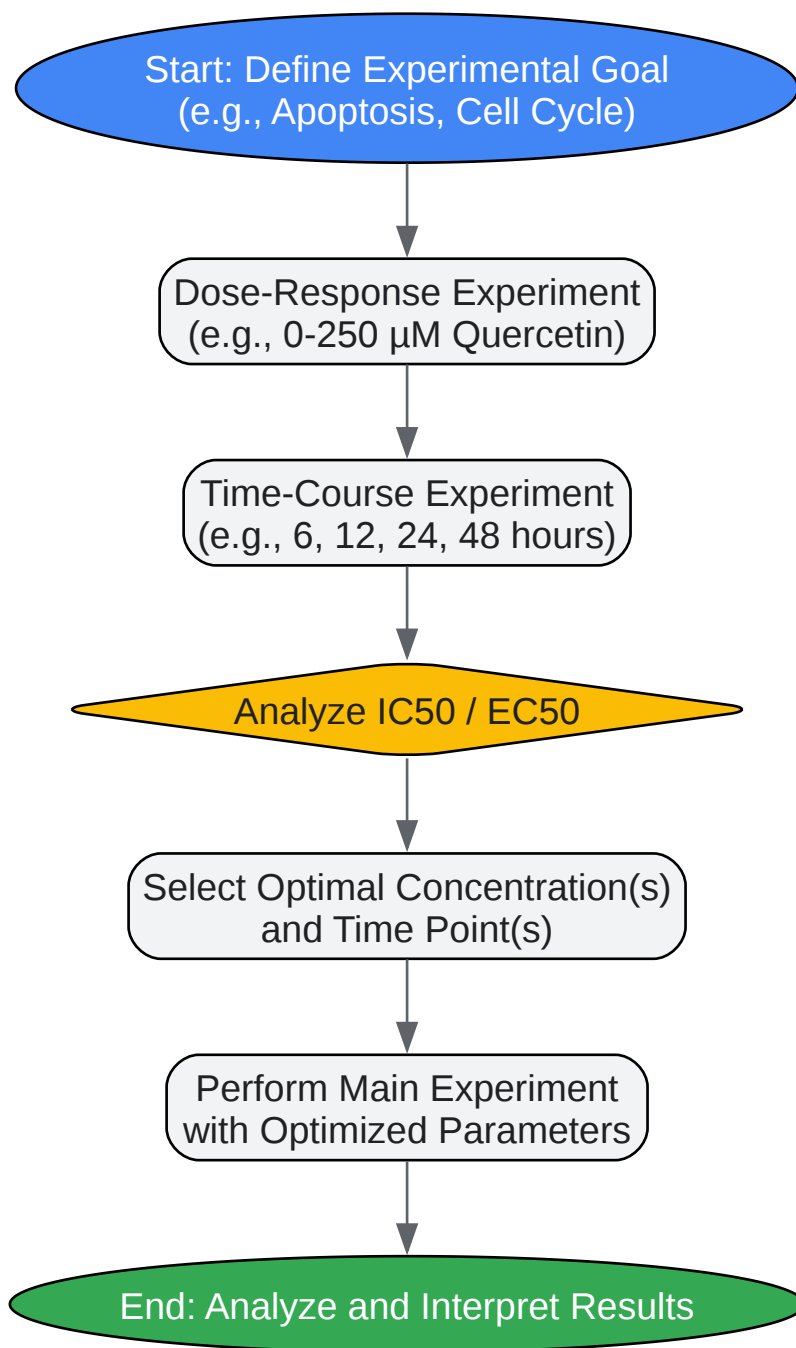 Start: Define Experimental Goal
(e.g., Apoptosis, Cell Cycle)
Dose-Response Experiment
(e.g., 0-250 µM Quercetin)
Time-Course Experiment
(e.g., 6, 12, 24, 48 hours)
Analyze IC50 / EC50
Select Optimal Concentration(s)
and Time Point(s)
Perform Main Experiment
with Optimized Parameters
End: Analyze and Interpret Results